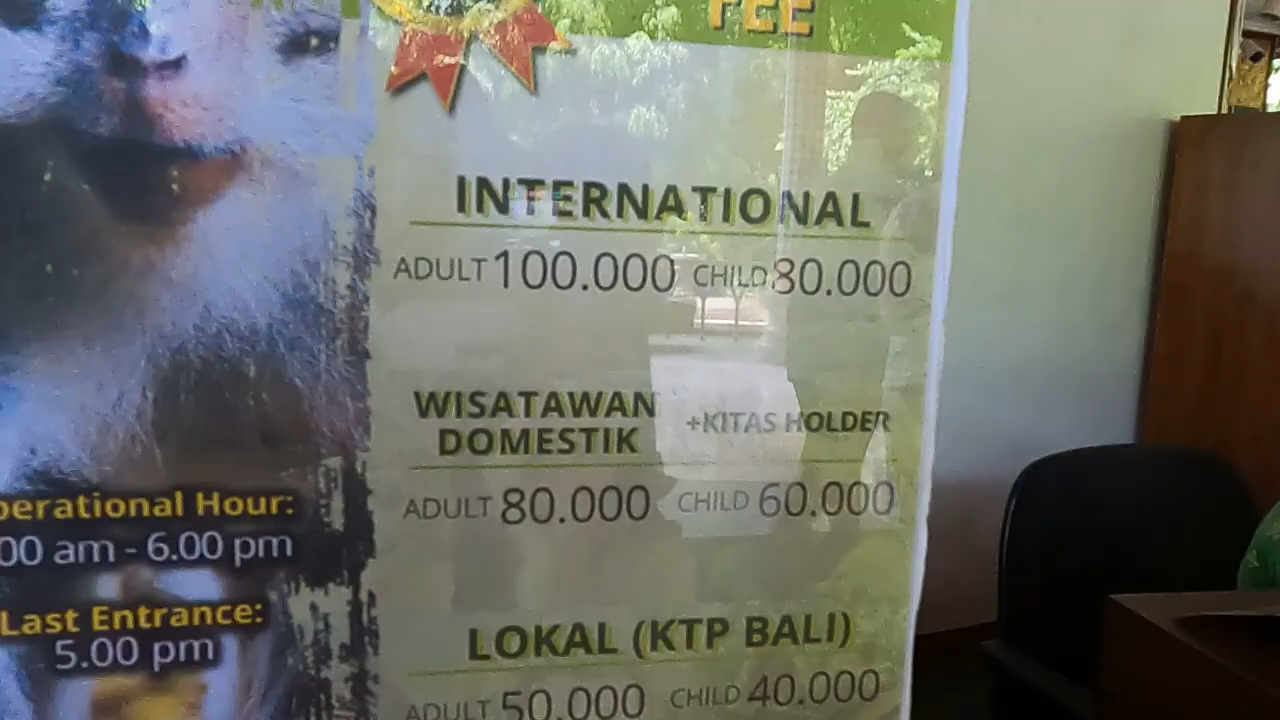 FEE
INTERNATIONAL
ADULT 100.000 CHILD 80.000
WISATAWAN DOMESTIK +KITAS HOLDER
ADULT 80.000 CHILD 60.000
LOKAL (KTP BALI)
ADULT 50.000 CHILD 40.000
perational Hour:
00 am - 6.00 pm
Last Entrance:
5.00 pm